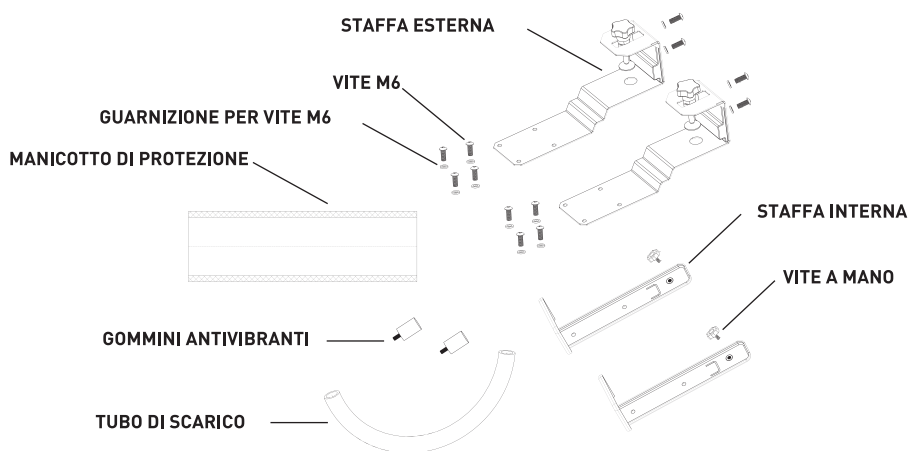 STAFFA ESTERNA
VITE M6
GUARNIZIONE PER VITE M6
MANICOTTO DI PROTEZIONE
STAFFA INTERNA
VITE A MANO
GOMMINI ANTIVIBRANTI
TUBO DI SCARICO